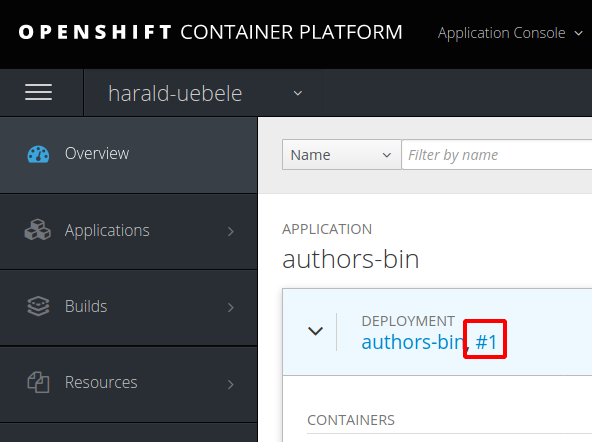 OPENSHIFT CONTAINER PLATFORM
Application Console
harald-uebele
Overview
Name
Filter by name
Applications
APPLICATION
authors-bin
Builds
DEPLOYMENT
authors-bin, #1
Resources
CONTAINERS